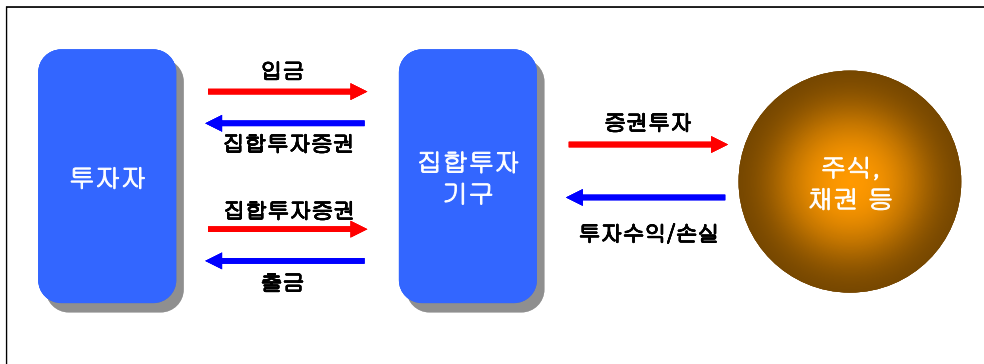 투자자
입금
집합투자증권
집합투자증권
출금
집합투자
기구
증권투자
투자수익/손실
주식,
채권 등